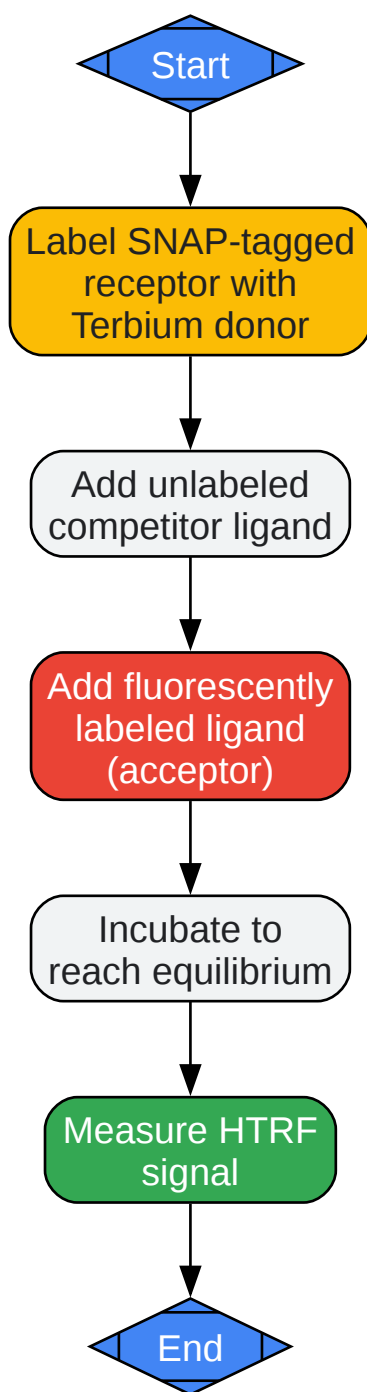 Start
Label SNAP-tagged
receptor with
Terbium donor
Add unlabeled
competitor ligand
Add fluorescently
labeled ligand
(acceptor)
Incubate to
reach equilibrium
Measure HTRF
signal
End